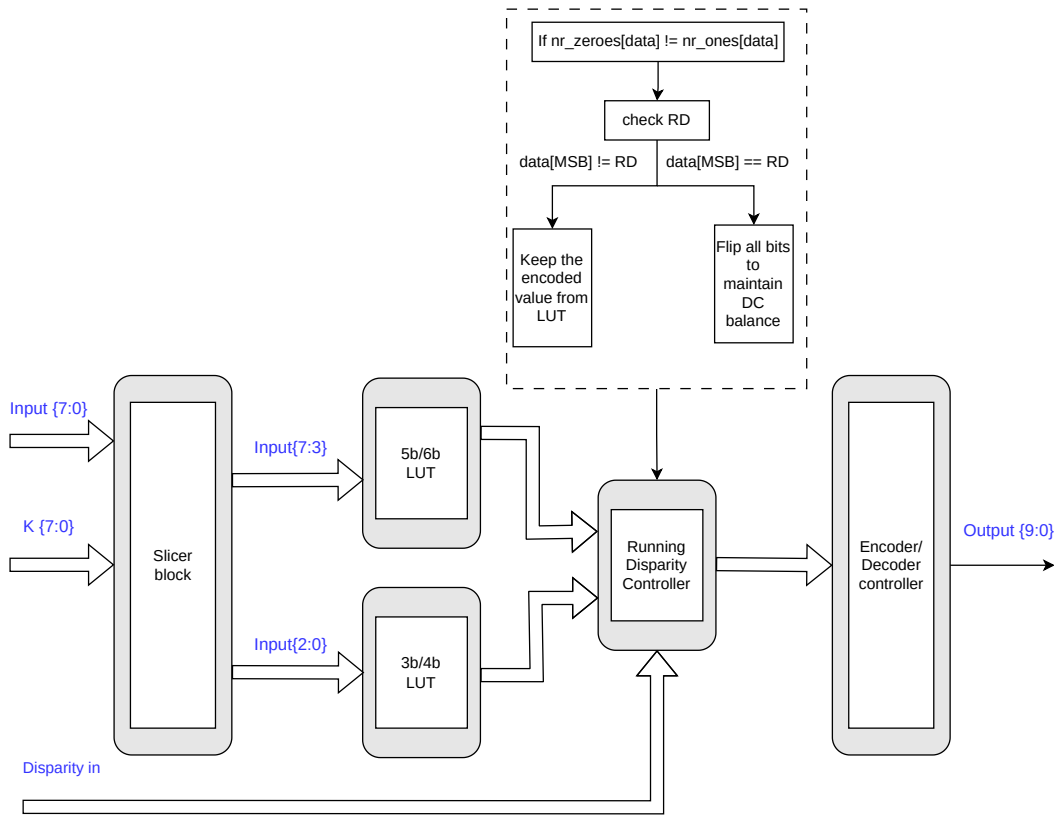 If nr_zeroes[data] != nr_ones[data]
check RD
data[MSB] != RD
data[MSB] == RD
Keep the
encoded
value from
LUT
Flip all bits
to
maintain
DC
balance
Input {7:0}
K {7:0}
Slicer
block
Input{7:3}
Input{2:0}
5b/6b
LUT
3b/4b
LUT
Running
Disparity
Controller
Encoder/
Decoder
controller
Output {9:0}
Disparity in